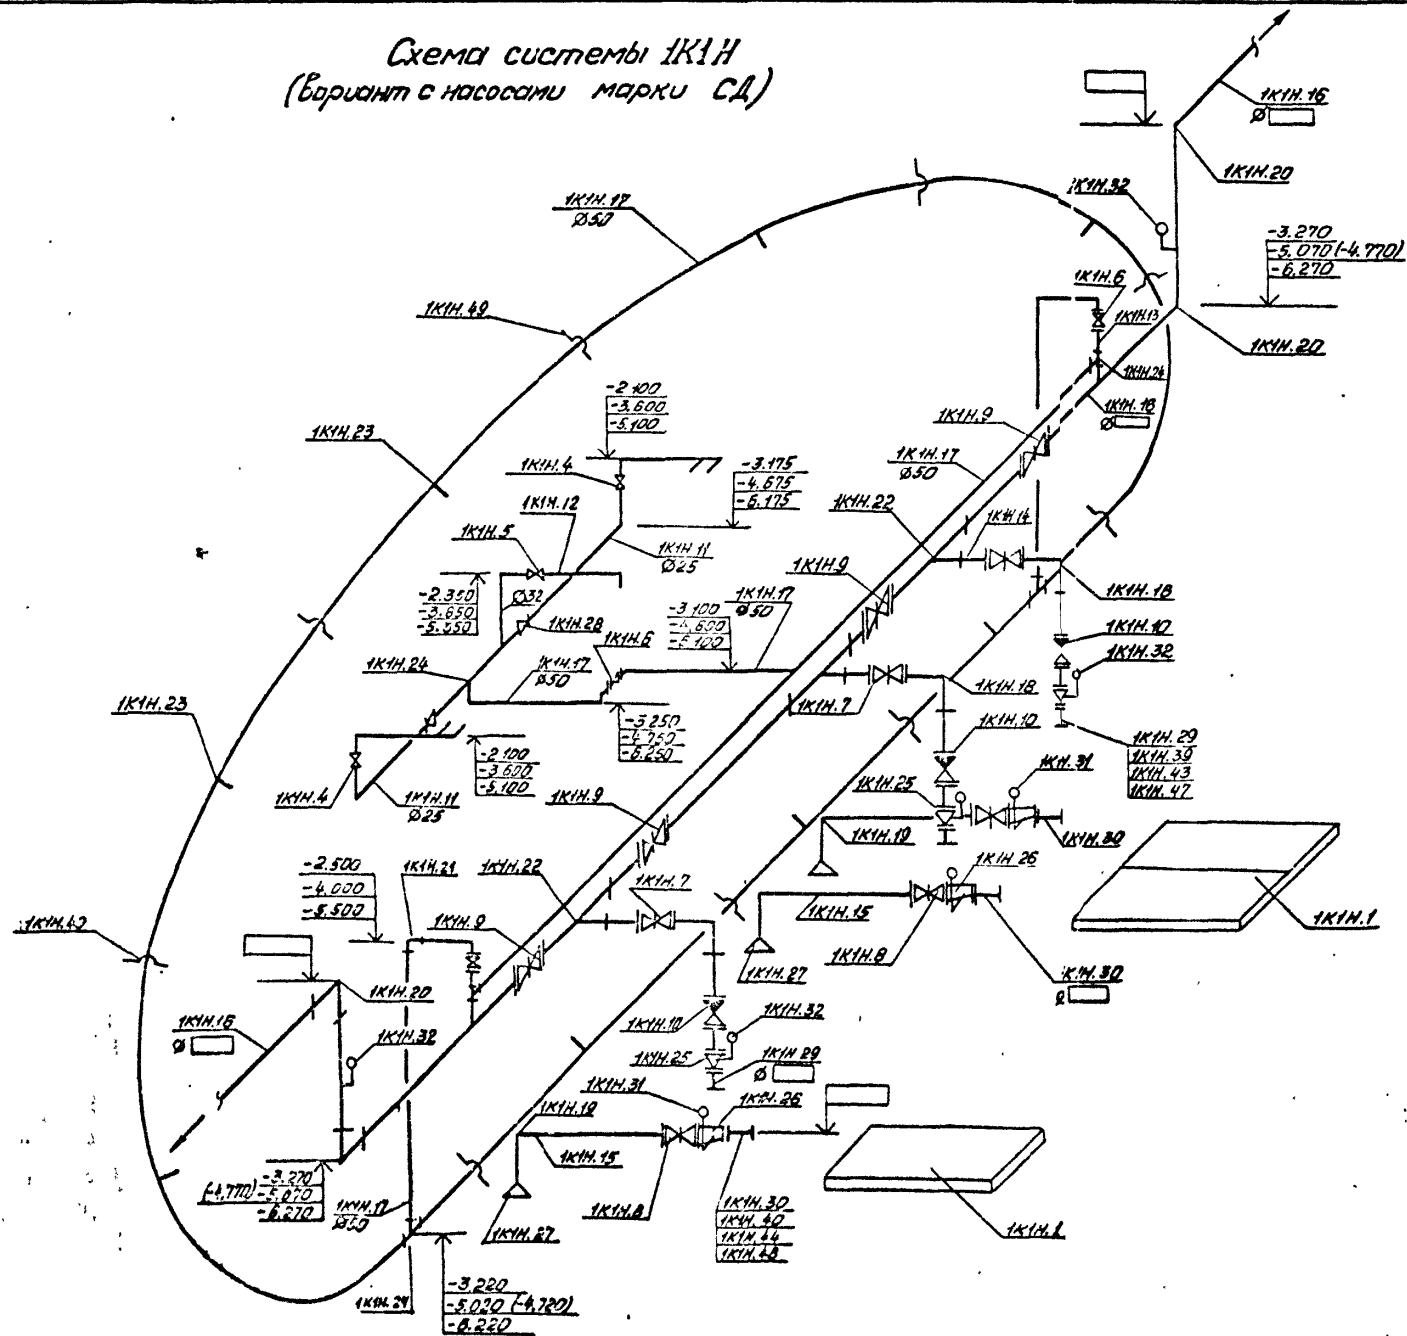 Схема системы 1К1Н
(Вариант с насосами марки СД)
1К1Н.16
Ø
1К1Н.20
1К1Н.32
1К1Н.17
Ø50
-3.270
-5.070(-4.770)
-6.270
1К1Н.6
1К1Н.49
1К1Н.13
1К1Н.20
1К1Н.24
-2.100
-3.600
-5.100
1К1Н.9
1К1Н.16
Ø
1К1Н.23
1К1Н.4
-3.175
-4.675
-6.175
1К1Н.17
Ø50
1К1Н.12
1К1Н.22
1К1Н.14
1К1Н.5
1К1Н.11
Ø25
1К1Н.9
-2.350
-3.850
-5.350
Ø32
1К1Н.28
-3.100
-4.600
-6.100
1К1Н.17
Ø50
1К1Н.18
1К1Н.6
1К1Н.10
1К1Н.32
1К1Н.24
1К1Н.17
Ø50
1К1Н.18
1К1Н.7
1К1Н.23
-3.250
-4.750
-6.250
1К1Н.10
1К1Н.29
1К1Н.39
1К1Н.43
1К1Н.47
-2.100
-3.600
-5.100
1К1Н.31
1К1Н.25
1К1Н.4
1К1Н.11
Ø25
1К1Н.9
1К1Н.19
1К1Н.30
-2.500
-4.000
-5.500
1К1Н.21
1К1Н.22
1К1Н.7
1К1Н.26
1К1Н.15
1К1Н.1
1К1Н.9
1К1Н.8
1К1Н.27
1К1Н.30
Ø
1К1Н.20
1К1Н.16
Ø
1К1Н.32
1К1Н.10
1К1Н.32
1К1Н.25
1К1Н.29
Ø
1К1Н.31
1К1Н.26
1К1Н.19
1К1Н.15
(-4.770)
-3.270
-5.070
-6.270
1К1Н.17
1К1Н.8
1К1Н.27
1К1Н.30
1К1Н.40
1К1Н.44
1К1Н.48
-3.220
-5.020 (-4.720)
-6.220